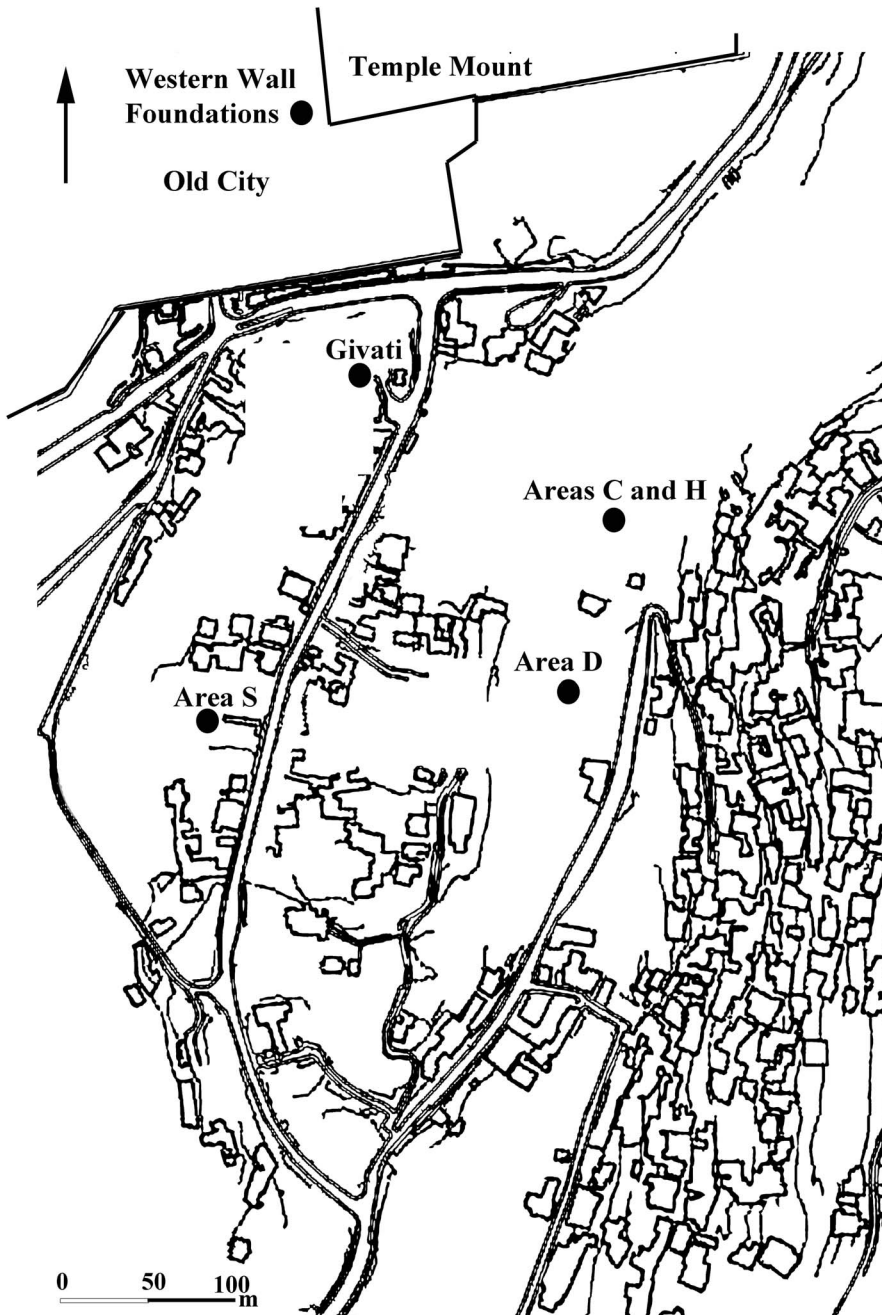 Temple Mount
Western Wall
Foundations
Old City
Givati
Areas C and H
Area D
Area S
0 50 100
m